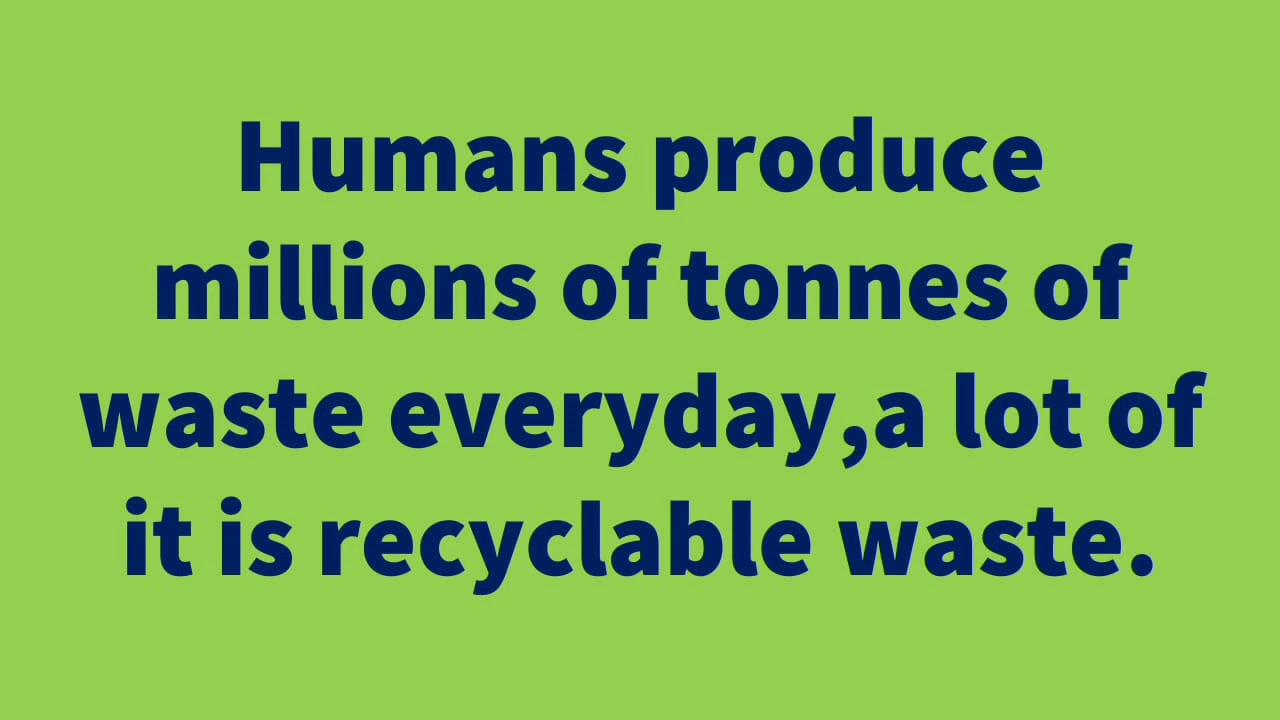 Humans produce
millions of tonnes of
waste everyday,a lot of
it is recyclable waste.